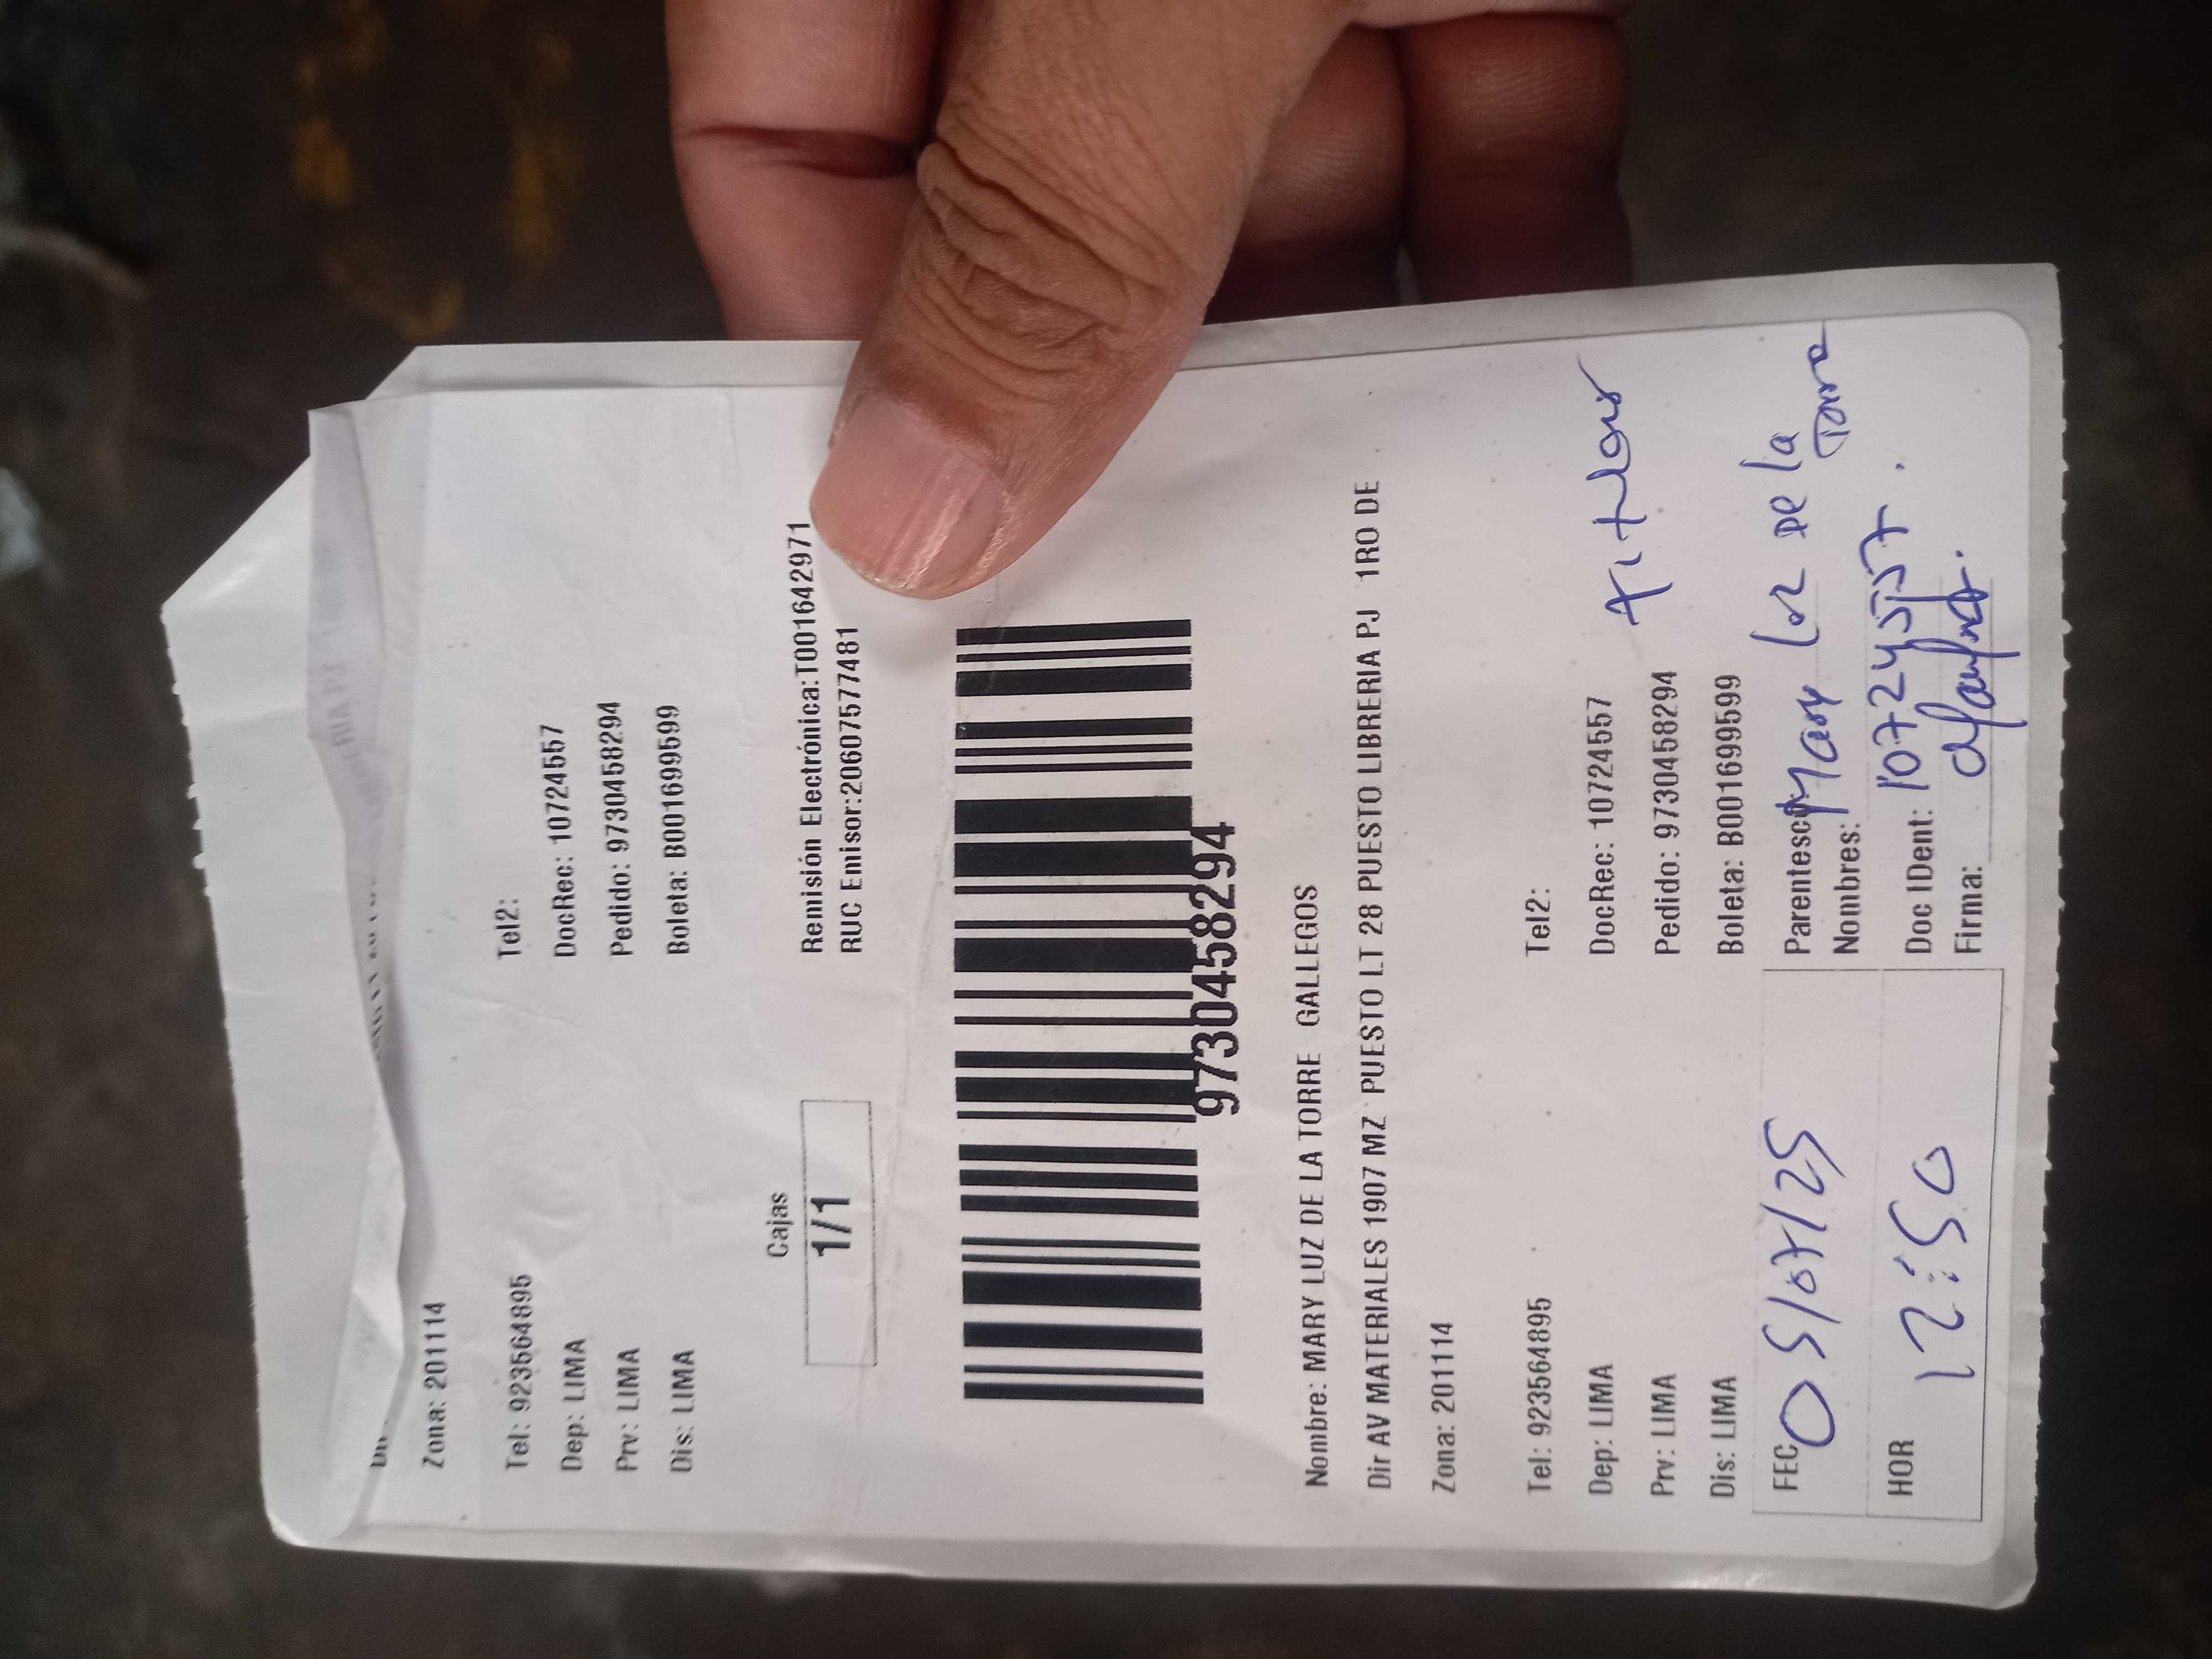 Zona: 201114
Tel: 923564895 Tel2:
Dep: LIMA DocRec: 10724557
Prv: LIMA Pedido: 9730458294
Dis: LIMA Boleta: B001699599
Cajas
1/1
Remisión Electrónica:T001642971
RUC Emisor:20607577481
9730458294
Nombre: MARY LUZ DE LA TORRE GALLEGOS
Dir AV MATERIALES 1907 MZ PUESTO LT 28 PUESTO LIBRERIA PJ 1RO DE
Zona: 201114
Tel: 923564895 Tel2:
Dep: LIMA DocRec: 10724557
titular
Prv: LIMA Pedido: 9730458294
Dis: LIMA Boleta: B001699599
FEC 05/07/25
Parentesco
Nombres: Mary Luz De la Torre
HOR 12:50
Doc IDent: 10724557.
Firma: